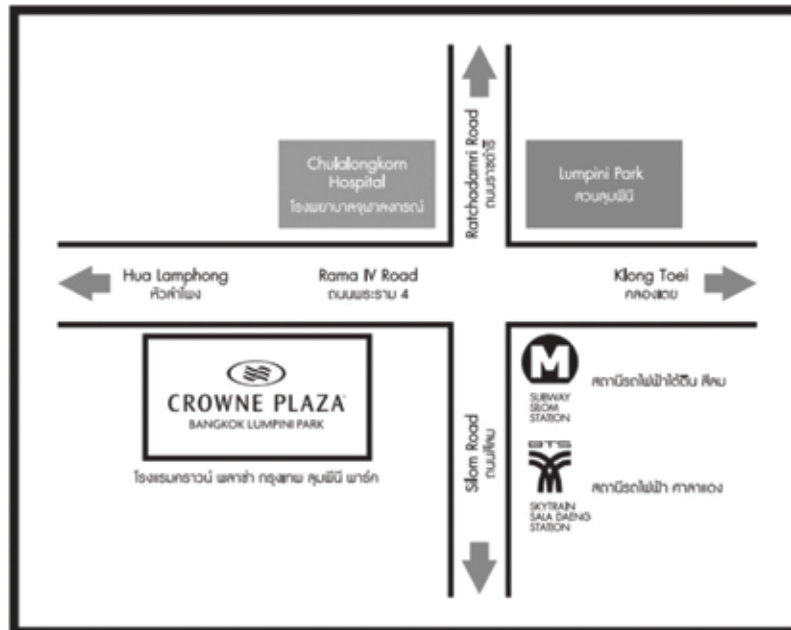 Ratchadamri Road
ถนนราชดำริ
Chulalongkorn
Hospital
โรงพยาบาลจุฬาลงกรณ์
Lumpini Park
สวนลุมพินี
Hua Lamphong
หัวลำโพง
Rama IV Road
ถนนพระราม 4
Klong Toei
คลองเตย
CROWNE PLAZA
BANGKOK LUMPINI PARK
โรงแรมคราวน์ พลาซ่า กรุงเทพ ลุมพินี พาร์ค
Silom Road
ถนนสีลม
M
SUBWAY
SILOM
STATION
สถานีรถไฟฟ้าใต้ดิน สีลม
BTS
SKYTRAIN
SALA DAENG
STATION
สถานีรถไฟฟ้า ศาลาแดง